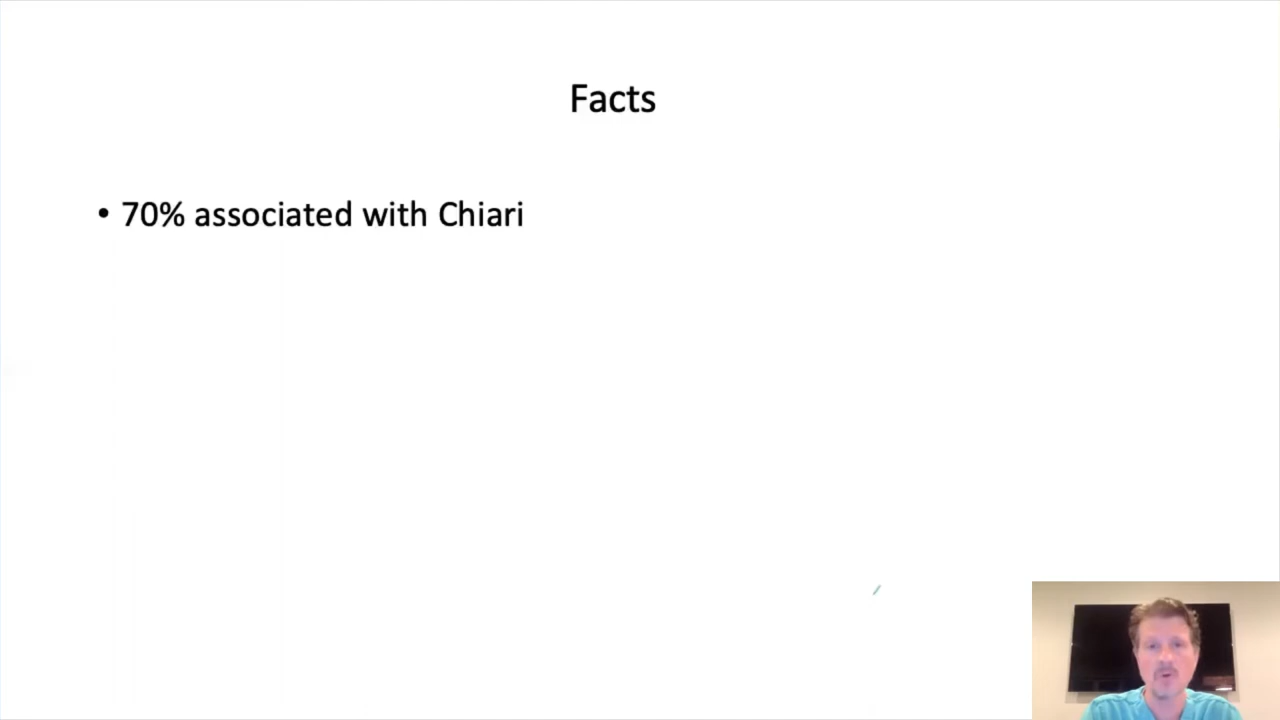 Facts
• 70% associated with Chiari